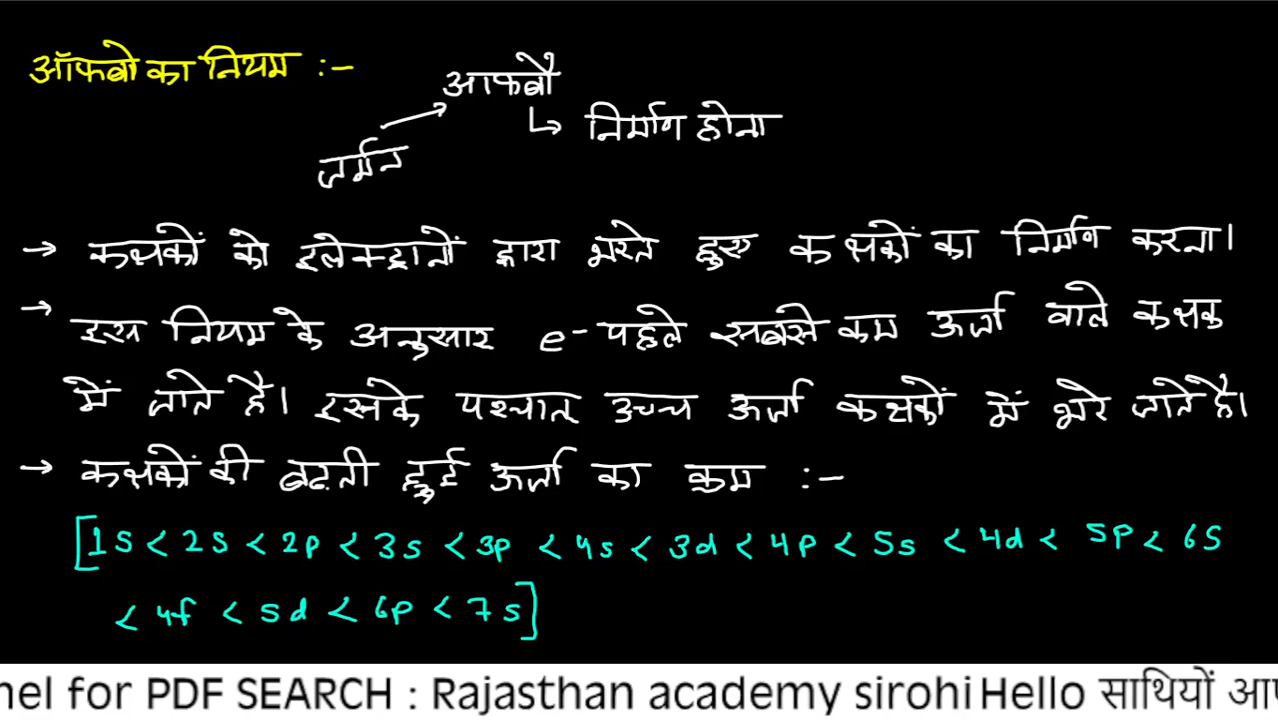 ऑफबो का नियम :-
आफबौ
↳ निर्माण होना
जर्मन
→ कक्षकों को इलेक्ट्रानों द्वारा भरते हुए कक्षकों का निर्माण करना।
→ इस नियम के अनुसार e- पहले सबसे कम ऊर्जा वाले कक्षक
में जाते है। इसके पश्चात् उच्च ऊर्जा कक्षकों में भरे जाते है।
→ कक्षकों की बढ़ती हुई ऊर्जा का क्रम :-
[1s < 2s < 2p < 3s < 3p < 4s < 3d < 4p < 5s < 4d < 5p < 6s
< 4f < 5d < 6p < 7s]
nel for PDF SEARCH : Rajasthan academy sirohi Hello साथियों आप